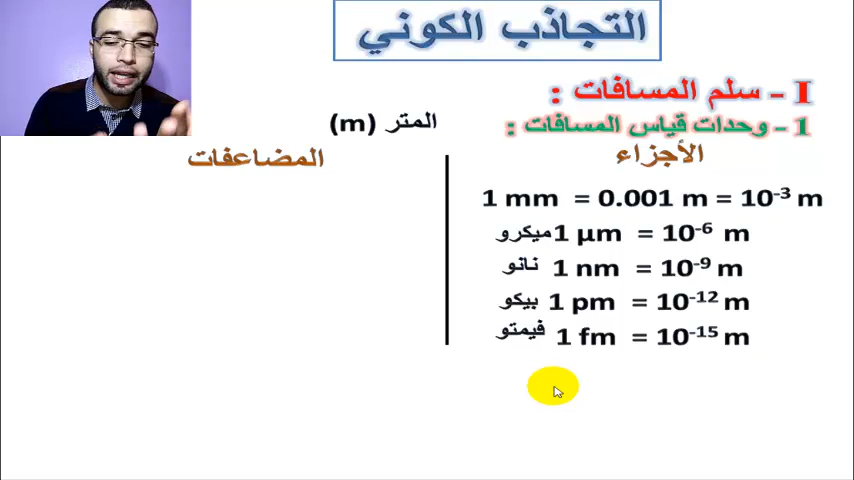 التجاذب الكوني
I - سلم المسافات :
1 - وحدات قياس المسافات :
المتر (m)
الأجزاء
1 mm = 0.001 m = 10⁻³ m
ميكرو 1 µm = 10⁻⁶ m
نانو 1 nm = 10⁻⁹ m
بيكو 1 pm = 10⁻¹² m
فيمتو 1 fm = 10⁻¹⁵ m
المضاعفات